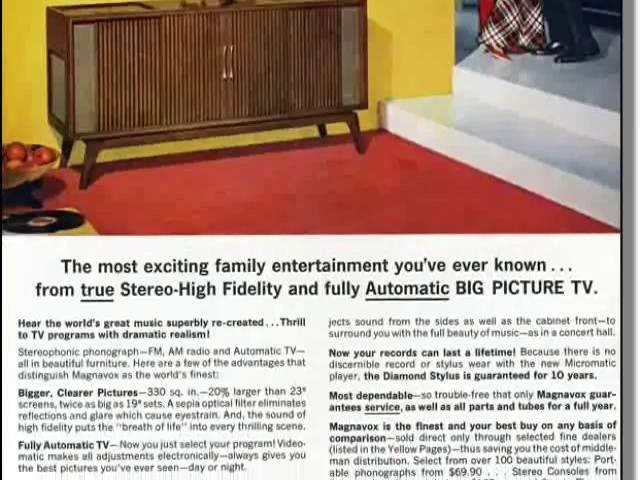 The most exciting family entertainment you've ever known...
from true Stereo-High Fidelity and fully Automatic BIG PICTURE TV.
Hear the world's great music superbly re-created...Thrill
to TV programs with dramatic realism!
Stereophonic phonograph—FM, AM radio and Automatic TV—
all in beautiful furniture. Here are a few of the advantages that
distinguish Magnavox as the world's finest:
Bigger, Clearer Pictures—330 sq. in.—20% larger than 23"
screens, twice as big as 19" sets. A sepia optical filter eliminates
reflections and glare which cause eyestrain. And, the sound of
high fidelity puts the "breath of life" into every thrilling scene.
Fully Automatic TV—Now you just select your program! Video-
matic makes all adjustments electronically—always gives you
the best pictures you've ever seen—day or night.
jects sound from the sides as well as the cabinet front—to
surround you with the full beauty of music—as in a concert hall.
Now your records can last a lifetime! Because there is no
discernible record or stylus wear with the new Micromatic
player, the Diamond Stylus is guaranteed for 10 years.
Most dependable—so trouble-free that only Magnavox guar-
antees service, as well as all parts and tubes for a full year.
Magnavox is the finest and your best buy on any basis of
comparison—sold direct only through selected fine dealers
(listed in the Yellow Pages)—thus saving you the cost of middle-
man distribution. Select from over 100 beautiful styles: Port-
able phonographs from $69.90 . . . Stereo Consoles from